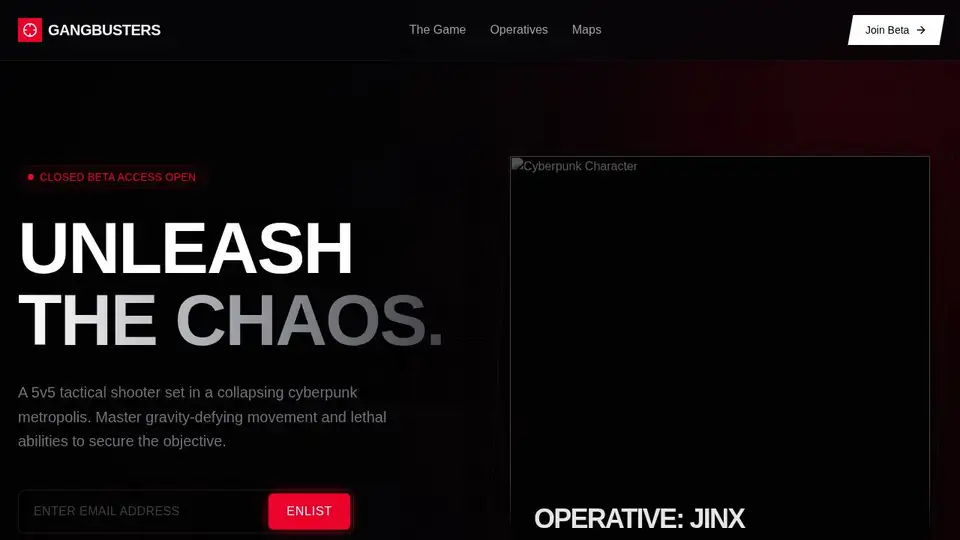 GANGBUSTERS
The Game
Operatives
Maps
Join Beta
CLOSED BETA ACCESS OPEN
UNLEASH
THE CHAOS.
A 5v5 tactical shooter set in a collapsing cyberpunk
metropolis. Master gravity-defying movement and lethal
abilities to secure the objective.
ENTER EMAIL ADDRESS
ENLIST
Cyberpunk Character
OPERATIVE: JINX